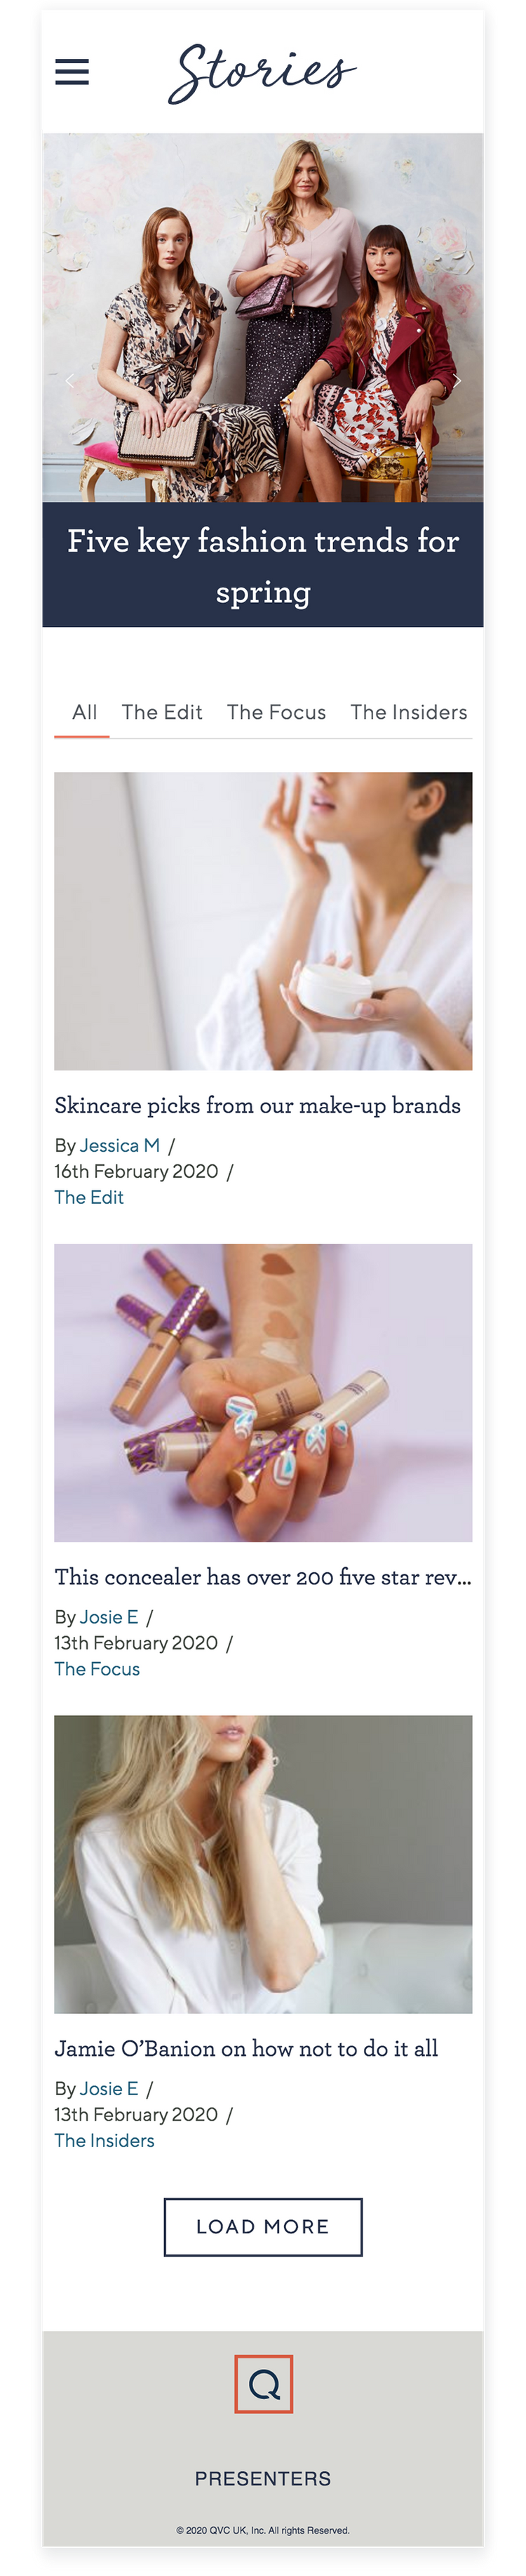 Stories
Five key fashion trends for
spring
All The Edit The Focus The Insiders
Skincare picks from our make-up brands
By Jessica M /
16th February 2020 /
The Edit
This concealer has over 200 five star rev...
By Josie E /
13th February 2020 /
The Focus
Jamie O’Banion on how not to do it all
By Josie E /
13th February 2020 /
The Insiders
LOAD MORE
Q
PRESENTERS
© 2020 QVC UK, Inc. All rights Reserved.